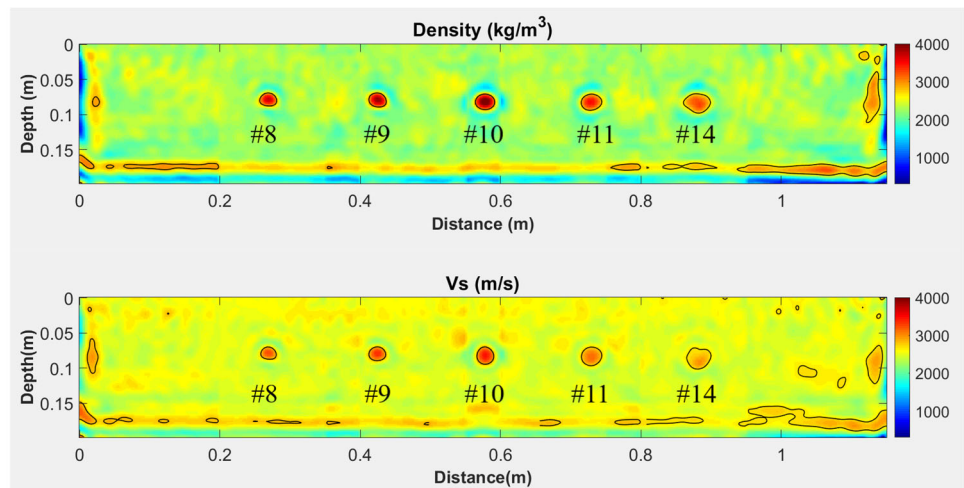 Density (kg/m³)
Depth (m)
0
0.05
0.1
0.15
#8 #9 #10 #11 #14
4000
3000
2000
1000
0 0.2 0.4 0.6 0.8 1
Distance (m)
Vs (m/s)
Depth(m)
0
0.05
0.1
0.15
#8 #9 #10 #11 #14
4000
3000
2000
1000
0 0.2 0.4 0.6 0.8 1
Distance(m)